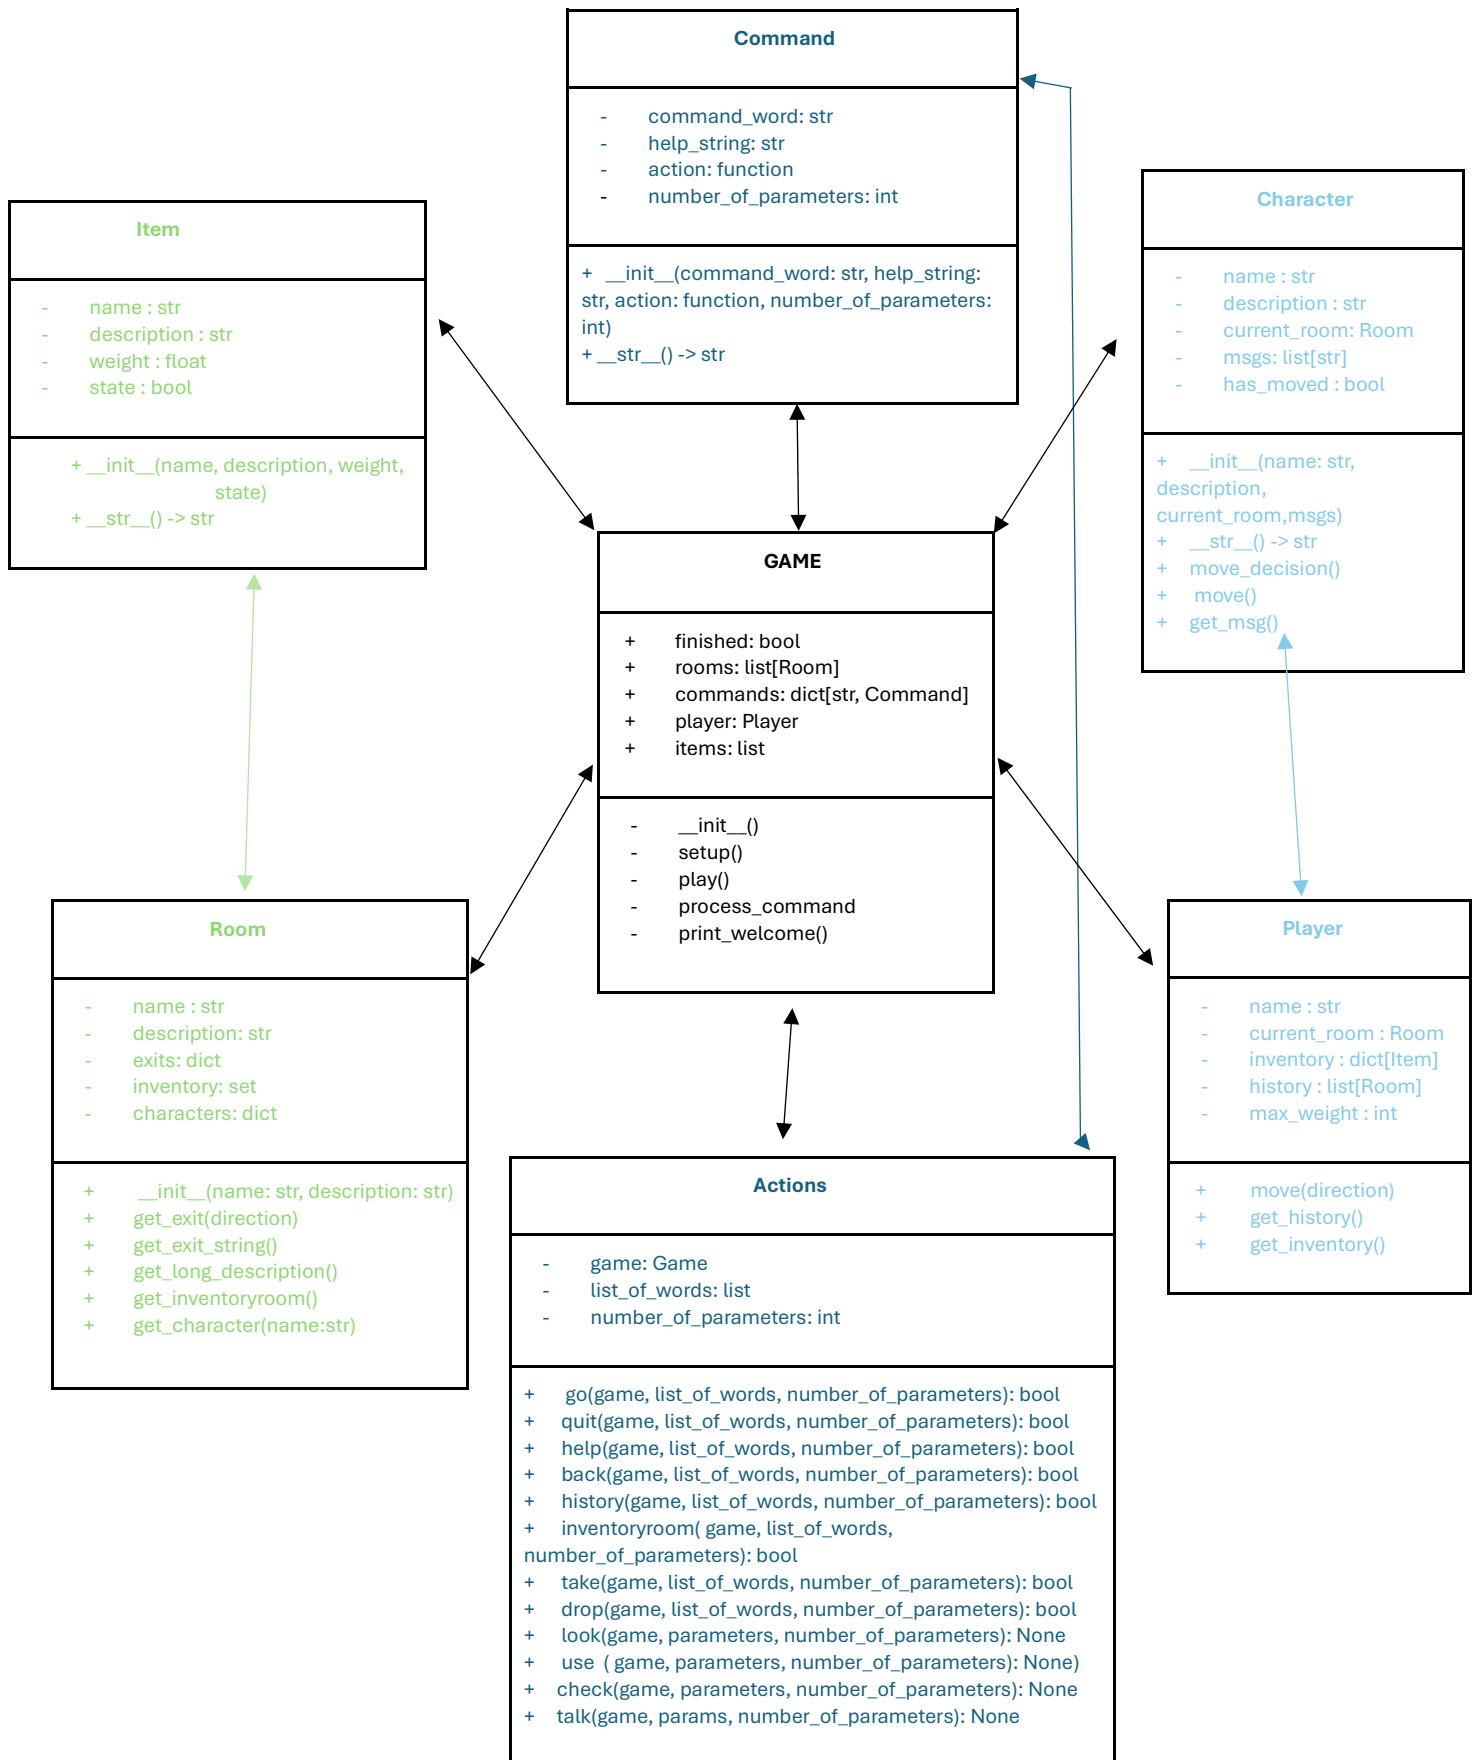 Command
- command_word: str
- help_string: str
- action: function
- number_of_parameters: int
+ __init__(command_word: str, help_string:
str, action: function, number_of_parameters:
int)
+ __str__() -> str
Item
- name : str
- description : str
- weight : float
- state : bool
+ __init__(name, description, weight,
state)
+ __str__() -> str
Character
- name : str
- description : str
- current_room: Room
- msgs: list[str]
- has_moved : bool
+ __init__(name: str,
description,
current_room,msgs)
+ __str__() -> str
+ move_decision()
+ move()
+ get_msg()
GAME
+ finished: bool
+ rooms: list[Room]
+ commands: dict[str, Command]
+ player: Player
+ items: list
- __init__()
- setup()
- play()
- process_command
- print_welcome()
Room
- name : str
- description: str
- exits: dict
- inventory: set
- characters: dict
+ __init__(name: str, description: str)
+ get_exit(direction)
+ get_exit_string()
+ get_long_description()
+ get_inventoryroom()
+ get_character(name:str)
Player
- name : str
- current_room : Room
- inventory : dict[Item]
- history : list[Room]
- max_weight : int
+ move(direction)
+ get_history()
+ get_inventory()
Actions
- game: Game
- list_of_words: list
- number_of_parameters: int
+ go(game, list_of_words, number_of_parameters): bool
+ quit(game, list_of_words, number_of_parameters): bool
+ help(game, list_of_words, number_of_parameters): bool
+ back(game, list_of_words, number_of_parameters): bool
+ history(game, list_of_words, number_of_parameters): bool
+ inventoryroom( game, list_of_words,
number_of_parameters): bool
+ take(game, list_of_words, number_of_parameters): bool
+ drop(game, list_of_words, number_of_parameters): bool
+ look(game, parameters, number_of_parameters): None
+ use ( game, parameters, number_of_parameters): None)
+ check(game, parameters, number_of_parameters): None
+ talk(game, params, number_of_parameters): None